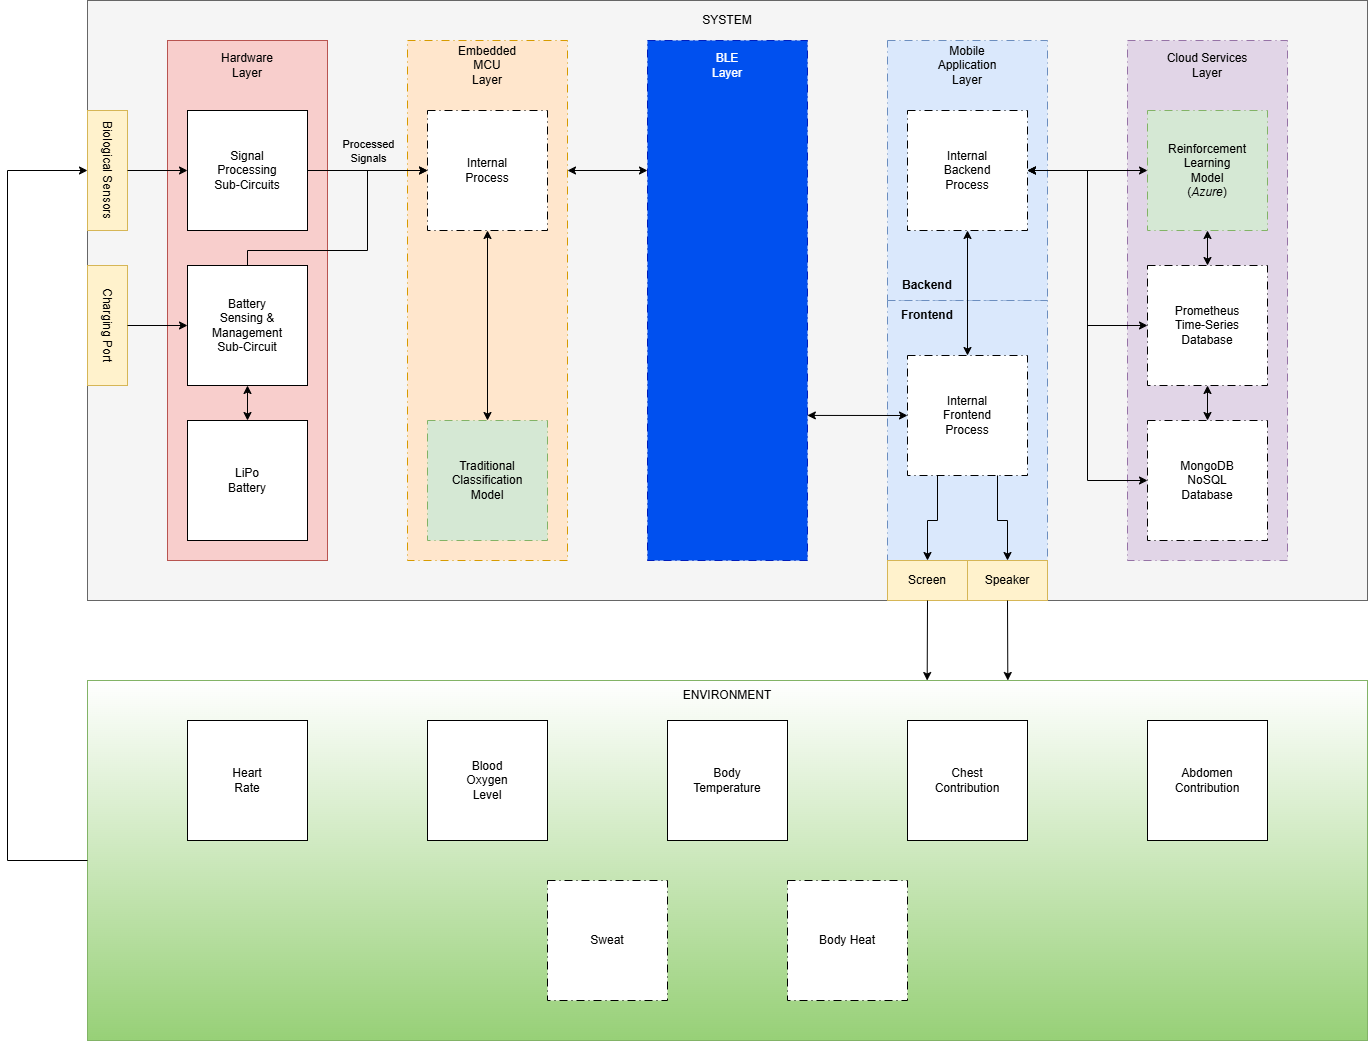 SYSTEM
Hardware
Layer
Embedded
MCU
Layer
BLE
Layer
Mobile
Application
Layer
Cloud Services
Layer
Biological Sensors
Signal
Processing
Sub-Circuits
Processed
Signals
Internal
Process
Internal
Backend
Process
Reinforcement
Learning
Model
(Azure)
Charging Port
Battery
Sensing &
Management
Sub-Circuit
Backend
Frontend
Prometheus
Time-Series
Database
Internal
Frontend
Process
LiPo
Battery
Traditional
Classification
Model
MongoDB
NoSQL
Database
Screen
Speaker
ENVIRONMENT
Heart
Rate
Blood
Oxygen
Level
Body
Temperature
Chest
Contribution
Abdomen
Contribution
Sweat
Body Heat